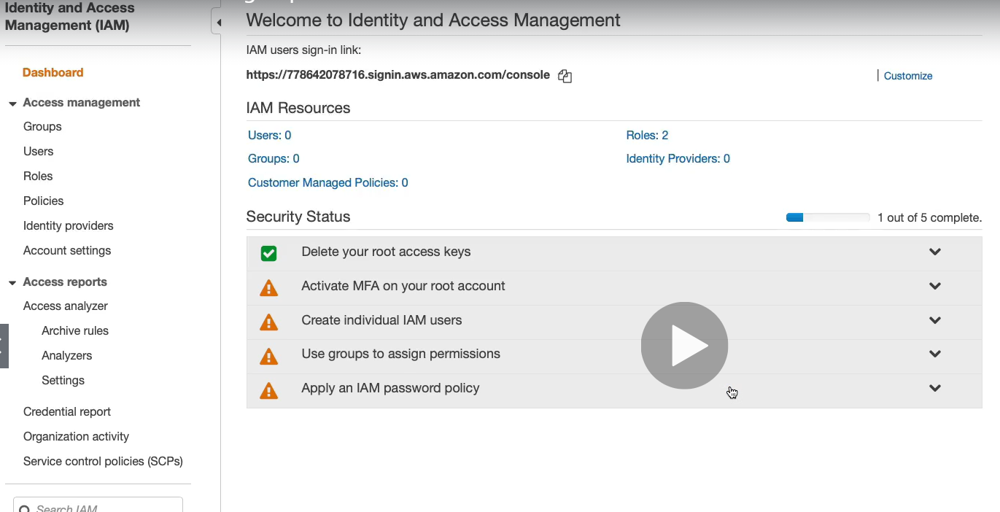 Identity and Access
Management (IAM)
Dashboard
Access management
Groups
Users
Roles
Policies
Identity providers
Account settings
Access reports
Access analyzer
Archive rules
Analyzers
Settings
Credential report
Organization activity
Service control policies (SCPs)
Search IAM
Welcome to Identity and Access Management
IAM users sign-in link:
https://778642078716.signin.aws.amazon.com/console
Customize
IAM Resources
Users: 0
Roles: 2
Groups: 0
Identity Providers: 0
Customer Managed Policies: 0
Security Status
1 out of 5 complete.
Delete your root access keys
Activate MFA on your root account
Create individual IAM users
Use groups to assign permissions
Apply an IAM password policy